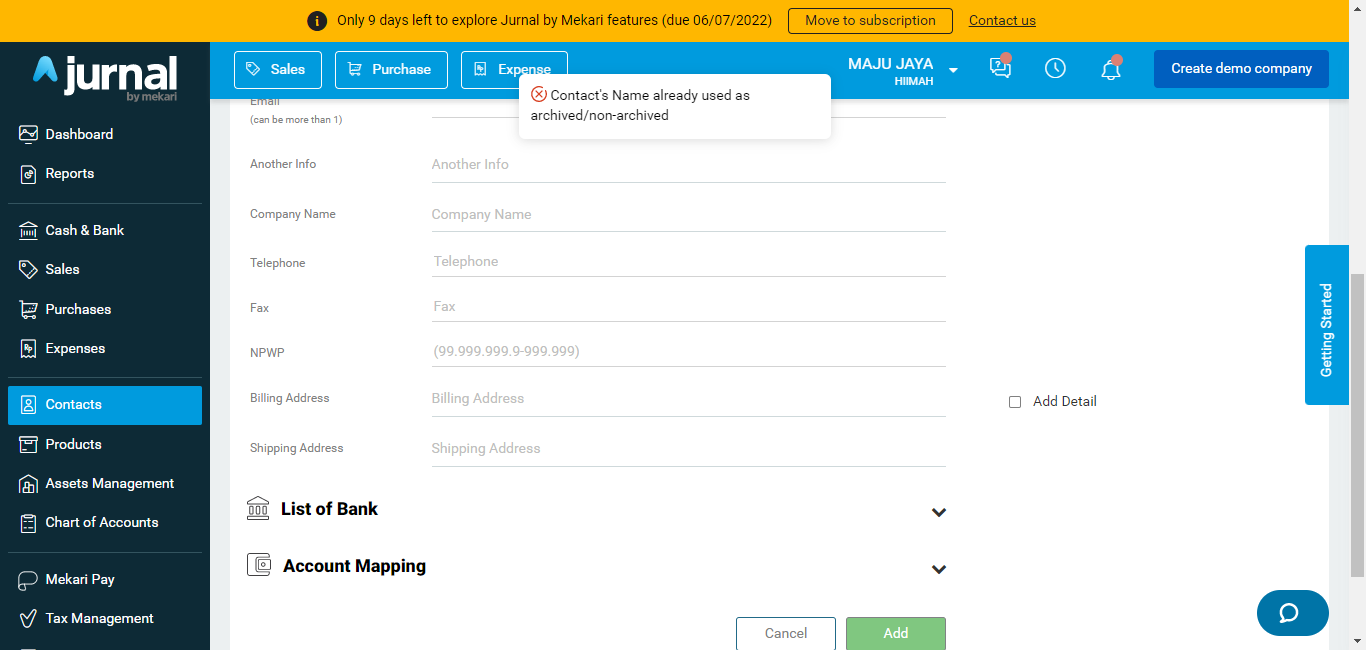 Only 9 days left to explore Jurnal by Mekari features (due 06/07/2022)
Move to subscription
Contact us
jurnal
by mekari
Sales
Purchase
Expense
MAJU JAYA
HIIMAH
Create demo company
Contact's Name already used as
archived/non-archived
Dashboard
Reports
Cash & Bank
Sales
Purchases
Expenses
Contacts
Products
Assets Management
Chart of Accounts
Mekari Pay
Tax Management
Email
(can be more than 1)
Another Info
Another Info
Company Name
Company Name
Telephone
Telephone
Fax
Fax
NPWP
(99.999.999.9-999.999)
Billing Address
Billing Address
Add Detail
Shipping Address
Shipping Address
List of Bank
Account Mapping
Cancel
Add
Getting Started